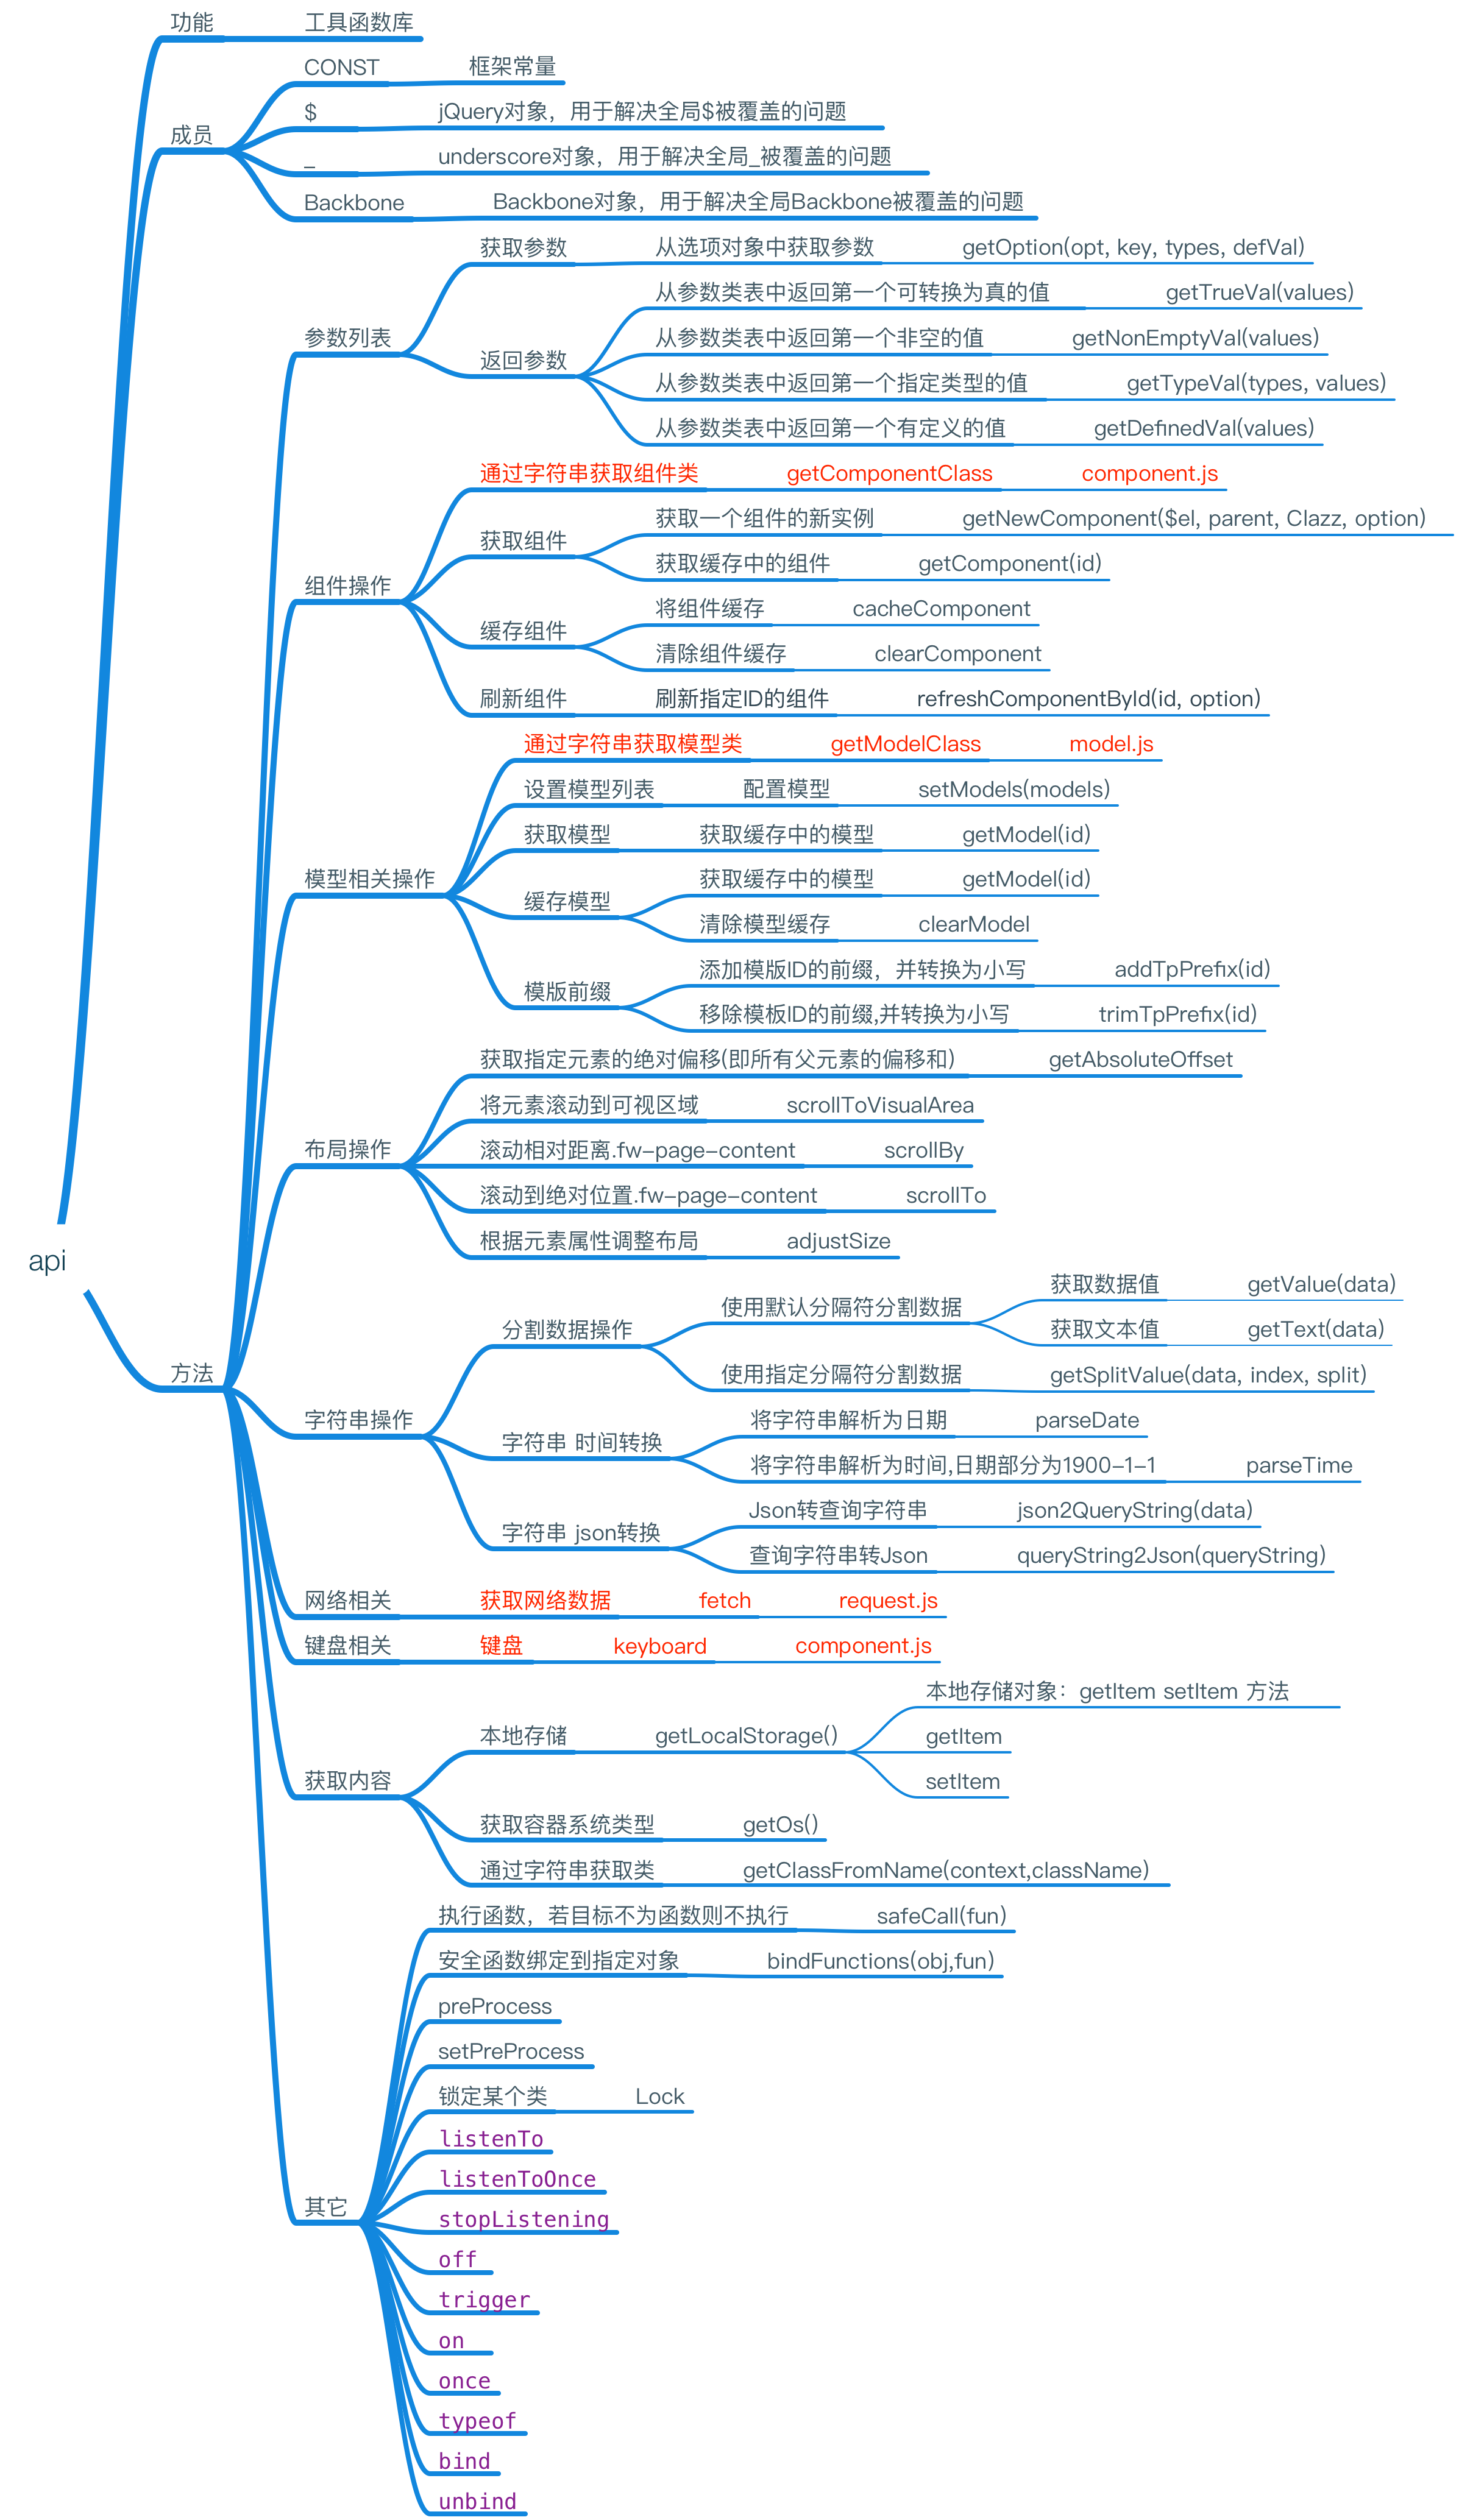 功能 工具函数库
CONST 框架常量
$ jQuery对象，用于解决全局$被覆盖的问题
成员
_ underscore对象，用于解决全局_被覆盖的问题
Backbone Backbone对象，用于解决全局Backbone被覆盖的问题
获取参数 从选项对象中获取参数 getOption(opt, key, types, defVal)
从参数类表中返回第一个可转换为真的值 getTrueVal(values)
参数列表
从参数类表中返回第一个非空的值 getNonEmptyVal(values)
返回参数
从参数类表中返回第一个指定类型的值 getTypeVal(types, values)
从参数类表中返回第一个有定义的值 getDefinedVal(values)
通过字符串获取组件类 getComponentClass component.js
获取一个组件的新实例 getNewComponent($el, parent, Clazz, option)
获取组件
获取缓存中的组件 getComponent(id)
组件操作
将组件缓存 cacheComponent
缓存组件
清除组件缓存 clearComponent
刷新组件 刷新指定ID的组件 refreshComponentById(id, option)
通过字符串获取模型类 getModelClass model.js
设置模型列表 配置模型 setModels(models)
获取模型 获取缓存中的模型 getModel(id)
模型相关操作
获取缓存中的模型 getModel(id)
缓存模型
清除模型缓存 clearModel
添加模版ID的前缀，并转换为小写 addTpPrefix(id)
模版前缀
移除模板ID的前缀,并转换为小写 trimTpPrefix(id)
获取指定元素的绝对偏移(即所有父元素的偏移和) getAbsoluteOffset
将元素滚动到可视区域 scrollToVisualArea
布局操作
滚动相对距离.fw-page-content scrollBy
滚动到绝对位置.fw-page-content scrollTo
根据元素属性调整布局 adjustSize
api
获取数据值 getValue(data)
使用默认分隔符分割数据
获取文本值 getText(data)
分割数据操作
使用指定分隔符分割数据 getSplitValue(data, index, split)
方法
字符串操作
将字符串解析为日期 parseDate
字符串 时间转换
将字符串解析为时间,日期部分为1900-1-1 parseTime
Json转查询字符串 json2QueryString(data)
字符串 json转换
查询字符串转Json queryString2Json(queryString)
网络相关 获取网络数据 fetch request.js
键盘相关 键盘 keyboard component.js
本地存储对象：getItem setItem 方法
本地存储 getLocalStorage() getItem
setItem
获取内容
获取容器系统类型 getOs()
通过字符串获取类 getClassFromName(context,className)
执行函数，若目标不为函数则不执行 safeCall(fun)
安全函数绑定到指定对象 bindFunctions(obj,fun)
preProcess
setPreProcess
锁定某个类 Lock
listenTo
listenToOnce
其它
stopListening
off
trigger
on
once
typeof
bind
unbind